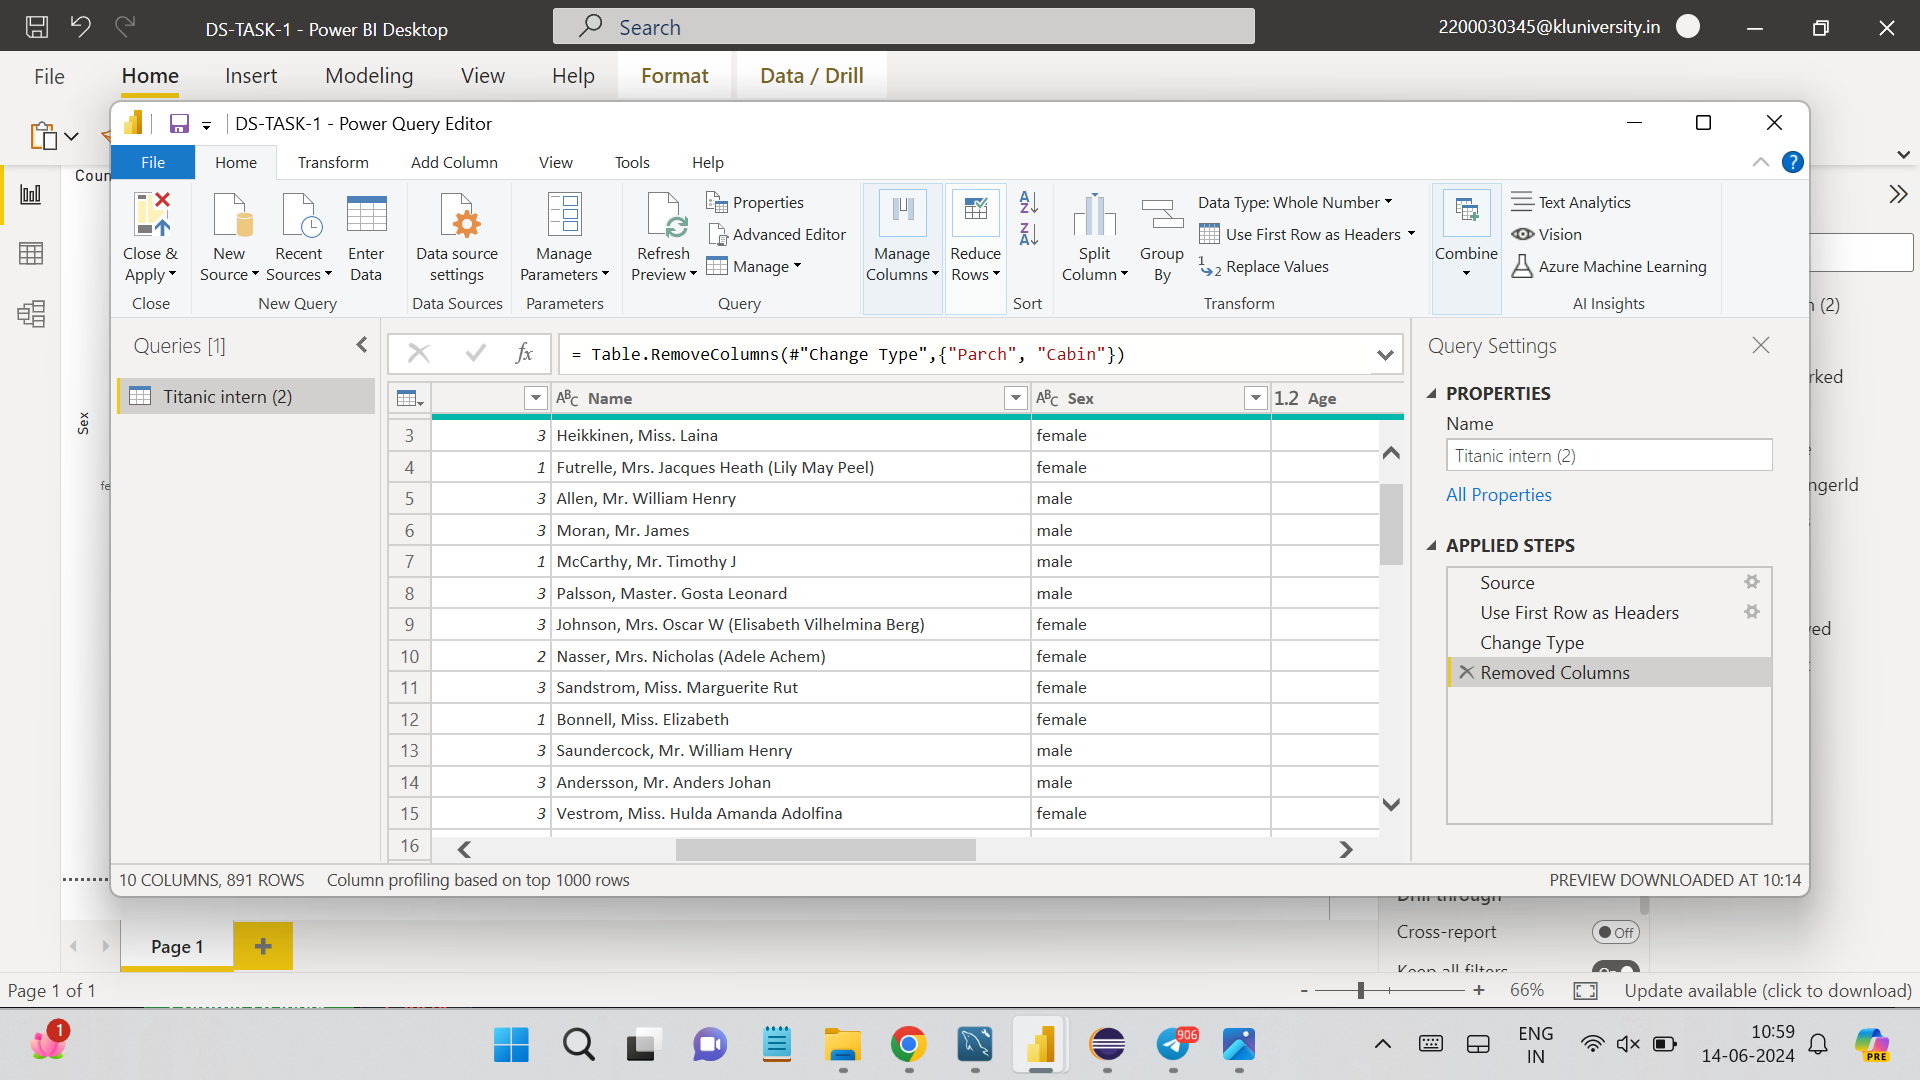 DS-TASK-1 - Power BI Desktop
Search
2200030345@kluniversity.in
File Home Insert Modeling View Help Format Data / Drill
DS-TASK-1 - Power Query Editor
File Home Transform Add Column View Tools Help
?
Close &
Apply
Close
New
Source
Recent
Sources
Enter
Data
New Query
Data source
settings
Data Sources
Manage
Parameters
Parameters
Refresh
Preview
Properties
Advanced Editor
Manage
Query
Manage
Columns
Reduce
Rows
Sort
Split
Column
Group
By
Data Type: Whole Number
Use First Row as Headers
Replace Values
Transform
Combine
Text Analytics
Vision
Azure Machine Learning
AI Insights
Coun
Sex
fe
Queries [1]
Titanic intern (2)
fx
= Table.RemoveColumns(#"Change Type",{"Parch", "Cabin"})
ABC Name ABC Sex 1.2 Age
3 3 Heikkinen, Miss. Laina female
4 1 Futrelle, Mrs. Jacques Heath (Lily May Peel) female
5 3 Allen, Mr. William Henry male
6 3 Moran, Mr. James male
7 1 McCarthy, Mr. Timothy J male
8 3 Palsson, Master. Gosta Leonard male
9 3 Johnson, Mrs. Oscar W (Elisabeth Vilhelmina Berg) female
10 2 Nasser, Mrs. Nicholas (Adele Achem) female
11 3 Sandstrom, Miss. Marguerite Rut female
12 1 Bonnell, Miss. Elizabeth female
13 3 Saundercock, Mr. William Henry male
14 3 Andersson, Mr. Anders Johan male
15 3 Vestrom, Miss. Hulda Amanda Adolfina female
16
Query Settings
PROPERTIES
Name
Titanic intern (2)
All Properties
APPLIED STEPS
Source
Use First Row as Headers
Change Type
Removed Columns
(2)
rked
ngerId
ed
10 COLUMNS, 891 ROWS Column profiling based on top 1000 rows
PREVIEW DOWNLOADED AT 10:14
Drill through
Cross-report Off
Keep all filters On
Page 1 +
Page 1 of 1
- + 66%
Update available (click to download)
1
906
ENG
IN
10:59
14-06-2024
PRE